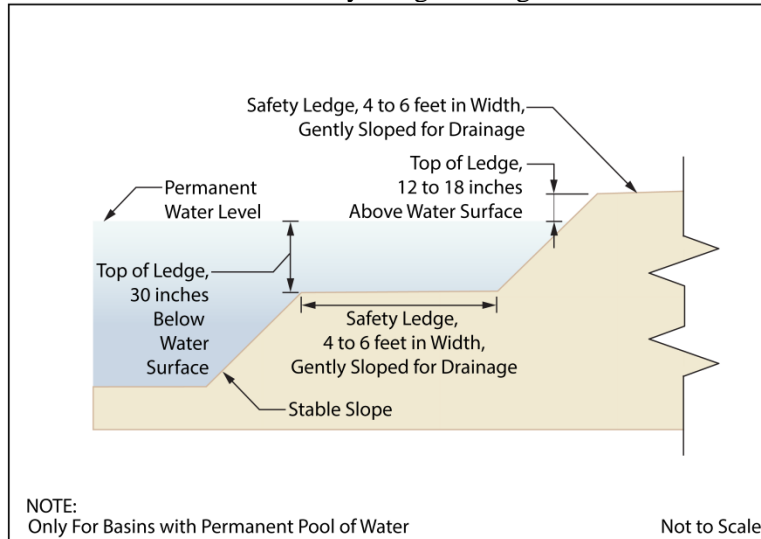 Safety Ledge, 4 to 6 feet in Width,
Gently Sloped for Drainage
Top of Ledge,
12 to 18 inches
Above Water Surface
Permanent
Water Level
Top of Ledge,
30 inches
Below
Water
Surface
Safety Ledge,
4 to 6 feet in Width,
Gently Sloped for Drainage
Stable Slope
NOTE:
Only For Basins with Permanent Pool of Water
Not to Scale